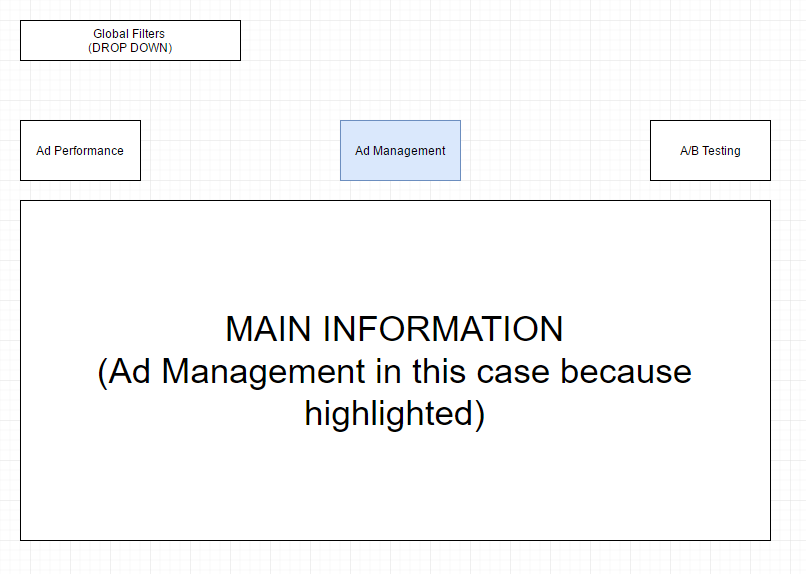 Global Filters
(DROP DOWN)
Ad Performance
Ad Management
A/B Testing
MAIN INFORMATION
(Ad Management in this case because
highlighted)